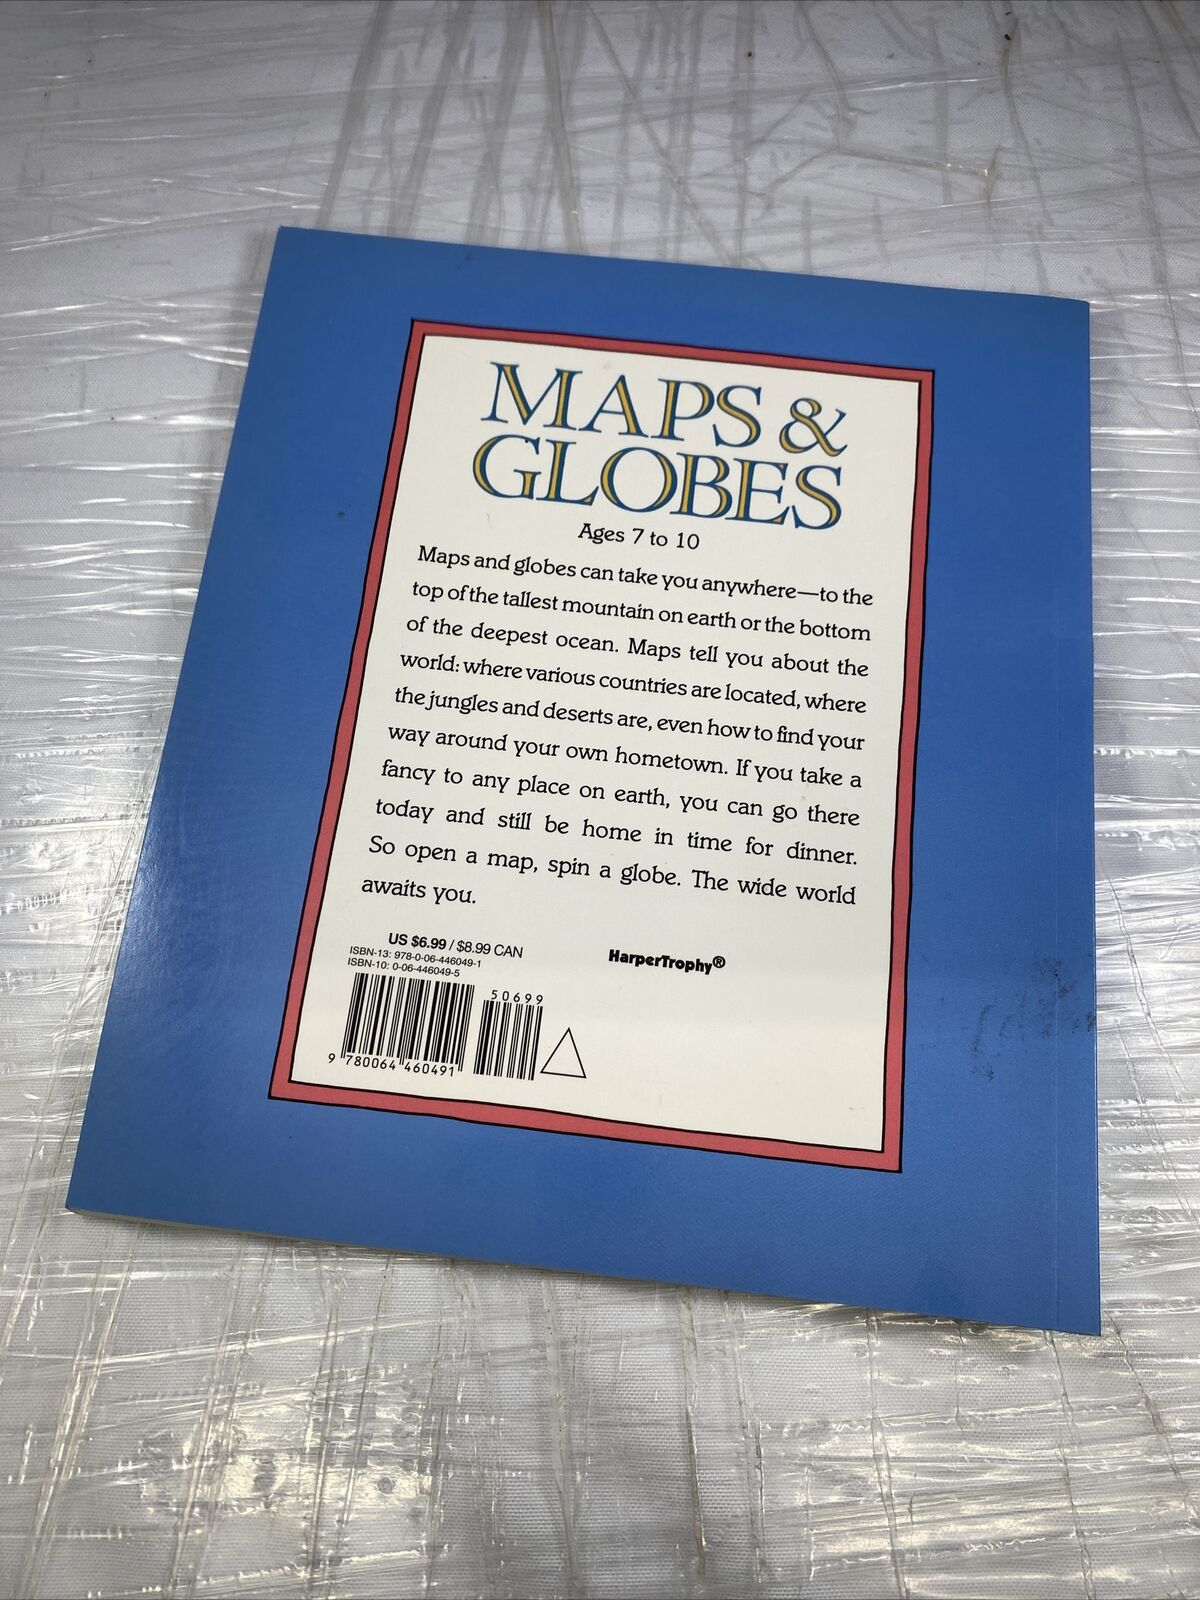 MAPS &
GLOBES
Ages 7 to 10
Maps and globes can take you anywhere—to the
top of the tallest mountain on earth or the bottom
of the deepest ocean. Maps tell you about the
world: where various countries are located, where
the jungles and deserts are, even how to find your
way around your own hometown. If you take a
fancy to any place on earth, you can go there
today and still be home in time for dinner.
So open a map, spin a globe. The wide world
awaits you.
US $6.99 / $8.99 CAN
ISBN-13: 978-0-06-446049-1
ISBN-10: 0-06-446049-5
HarperTrophy®
50699
9 780064 460491